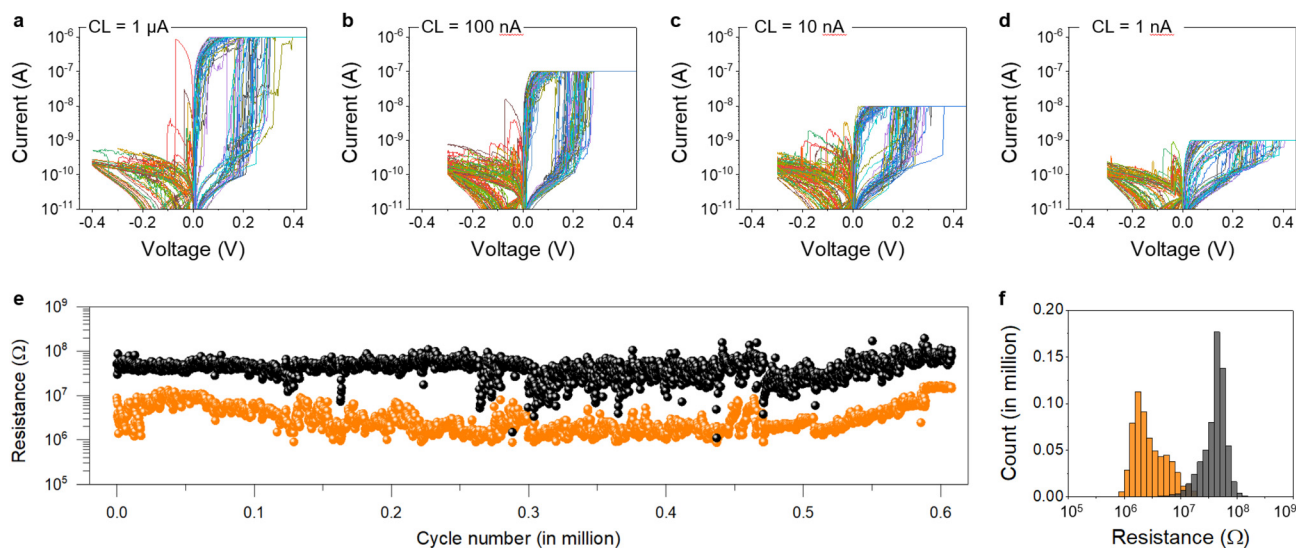 a CL = 1 µA
b CL = 100 nA
c CL = 10 nA
d CL = 1 nA
Current (A)
10⁻⁶
10⁻⁷
10⁻⁸
10⁻⁹
10⁻¹⁰
10⁻¹¹
-0.4 -0.2 0.0 0.2 0.4
Voltage (V)
Current (A)
10⁻⁶
10⁻⁷
10⁻⁸
10⁻⁹
10⁻¹⁰
10⁻¹¹
-0.4 -0.2 0.0 0.2 0.4
Voltage (V)
Current (A)
10⁻⁶
10⁻⁷
10⁻⁸
10⁻⁹
10⁻¹⁰
10⁻¹¹
-0.4 -0.2 0.0 0.2 0.4
Voltage (V)
Current (A)
10⁻⁶
10⁻⁷
10⁻⁸
10⁻⁹
10⁻¹⁰
10⁻¹¹
-0.4 -0.2 0.0 0.2 0.4
Voltage (V)
e
Resistance (Ω)
10⁹
10⁸
10⁷
10⁶
10⁵
0.0 0.1 0.2 0.3 0.4 0.5 0.6
Cycle number (in million)
f
Count (in million)
0.20
0.15
0.10
0.05
0.00
10⁵ 10⁶ 10⁷ 10⁸ 10⁹
Resistance (Ω)